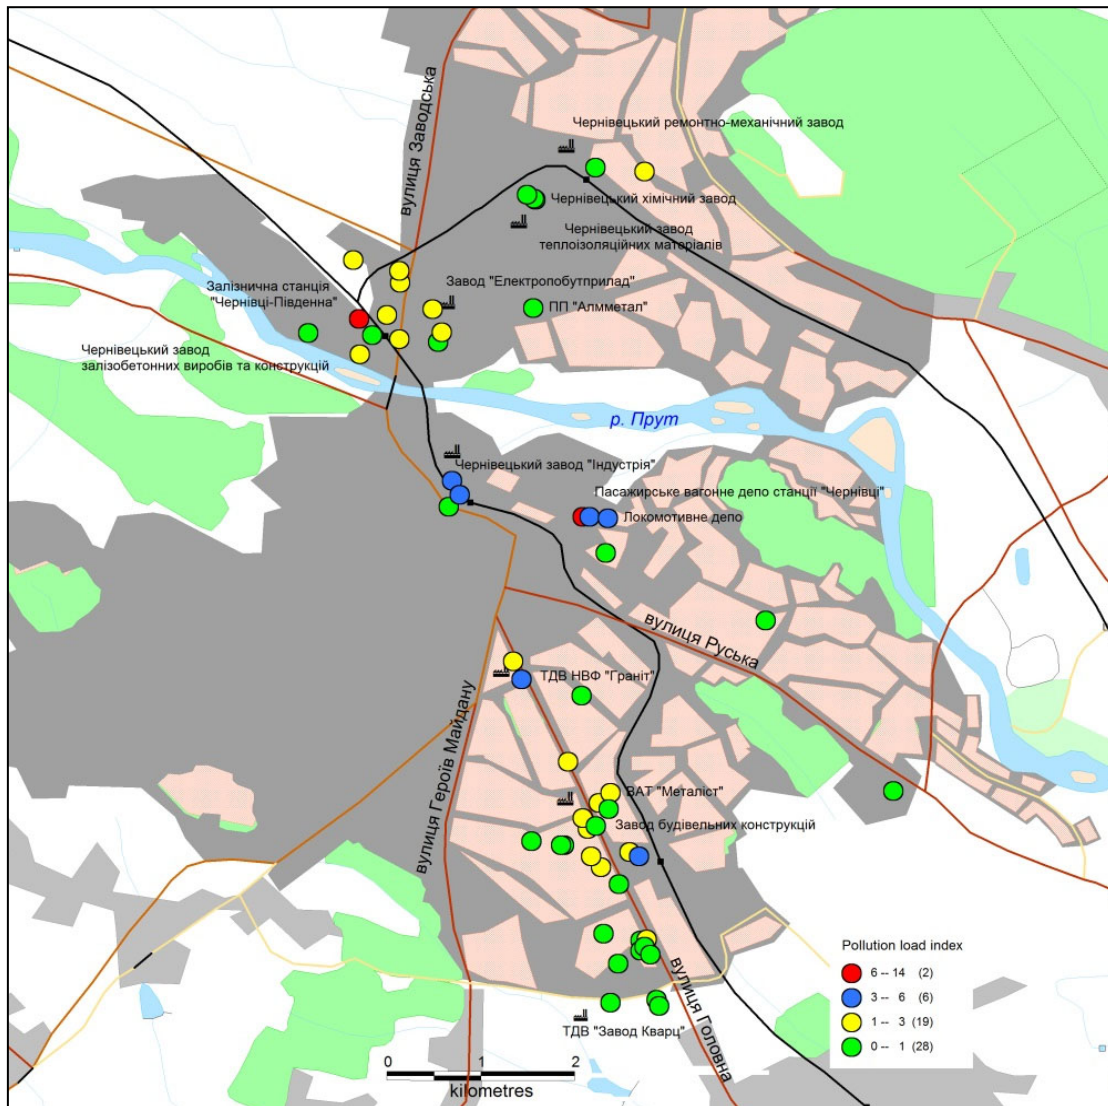 Чернівецький ремонтно-механічний завод
вулиця Заводська
Чернівецький хімічний завод
Чернівецький завод
теплоізоляційних матеріалів
Залізнична станція
"Чернівці-Південна"
Завод "Електропобутприлад"
ПП "Алмметал"
Чернівецький завод
залізобетонних виробів та конструкцій
р. Прут
Чернівецький завод "Індустрія"
Пасажирське вагонне депо станції "Чернівці"
Локомотивне депо
вулиця Руська
ТДВ НВФ "Граніт"
вулиця Героїв Майдану
ВАТ "Металіст"
Завод будівельних конструкцій
вулиця Головна
ТДВ "Завод Кварц"
Pollution load index
6 -- 14 (2)
3 -- 6 (6)
1 -- 3 (19)
0 -- 1 (28)
0 1 2
kilometres